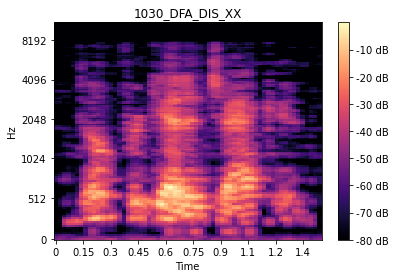 1030_DFA_DIS_XX
8192
4096
2048
1024
512
0
Hz
0 0.15 0.3 0.45 0.6 0.75 0.9 1.1 1.2 1.4
Time
-10 dB
-20 dB
-30 dB
-40 dB
-50 dB
-60 dB
-70 dB
-80 dB